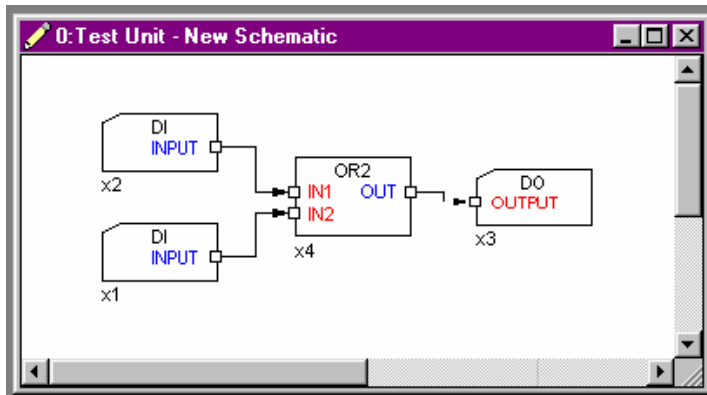 0:Test Unit - New Schematic
DI
INPUT
x2
OR2
IN1 OUT
IN2
x4
DO
OUTPUT
x3
DI
INPUT
x1